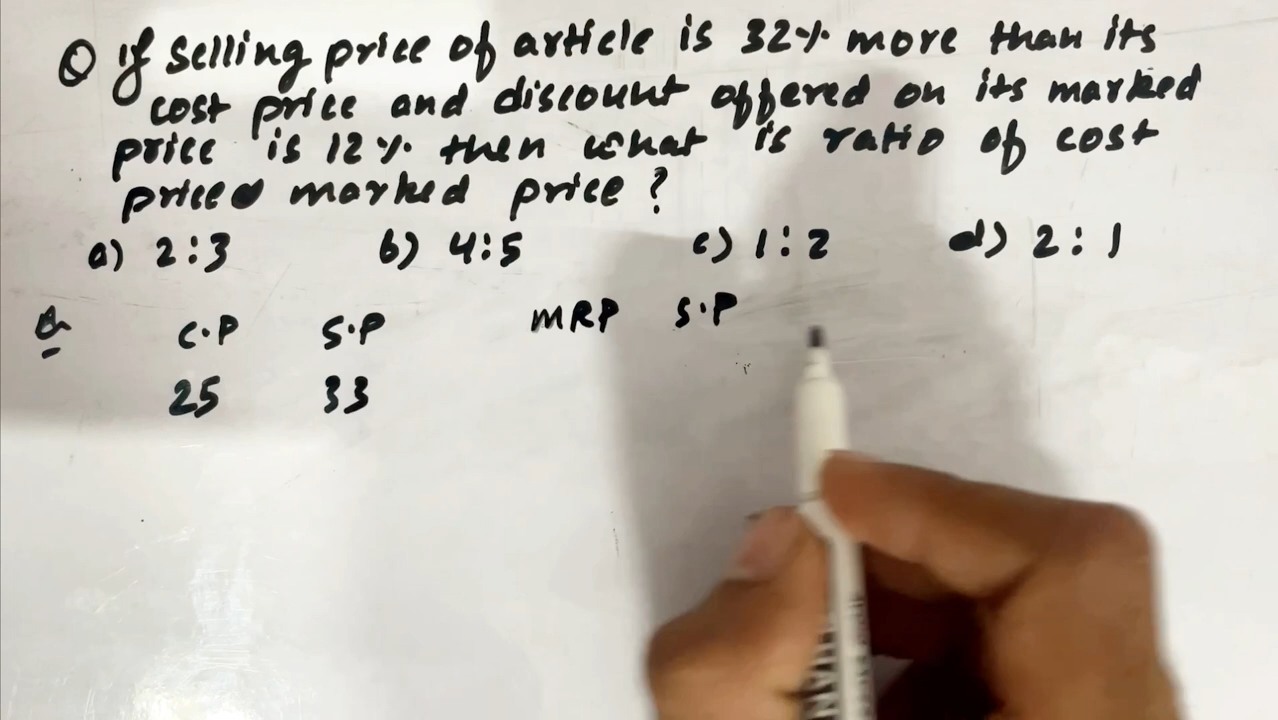 Q if selling price of article is 32% more than its
cost price and discount offered on its marked
price is 12% then what is ratio of cost
price marked price ?
a) 2:3 b) 4:5 c) 1:2 d) 2:1
C.P S.P MRP S.P
25 33